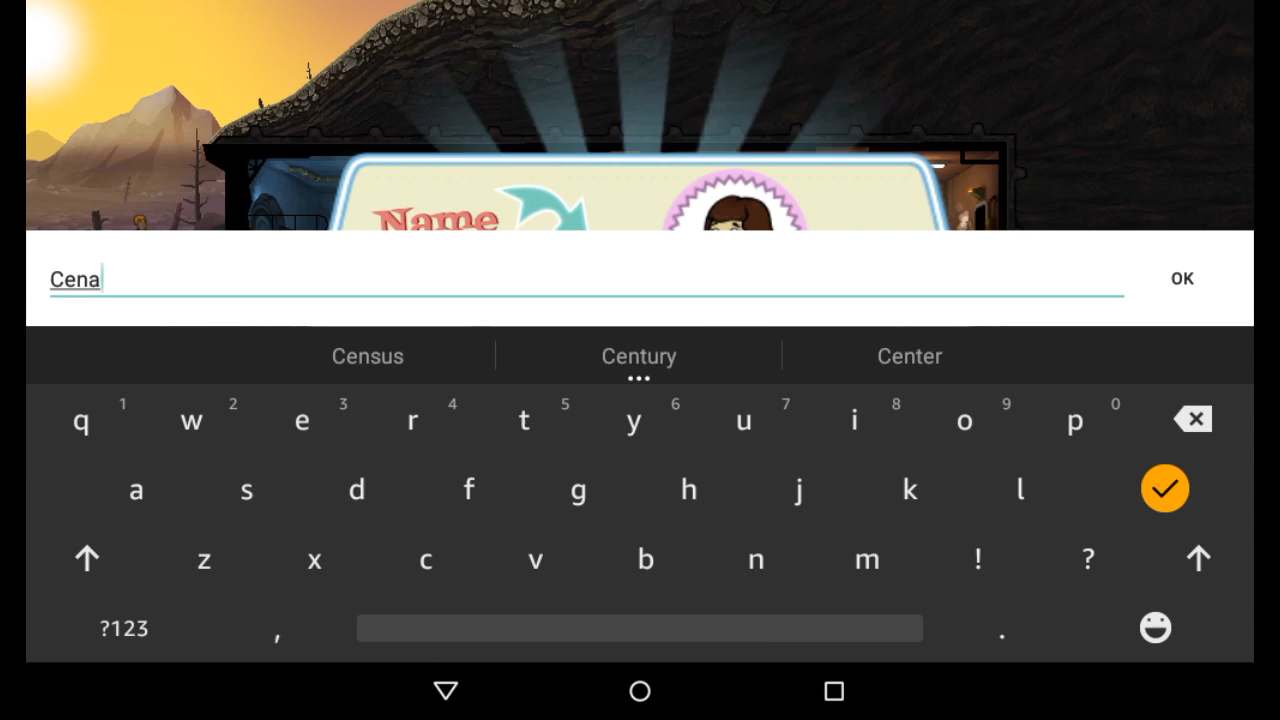 Name
Cena
OK
Census Century Center
q 1 w 2 e 3 r 4 t 5 y 6 u 7 i 8 o 9 p 0
a s d f g h j k l
z x c v b n m ! ?
?123 , .